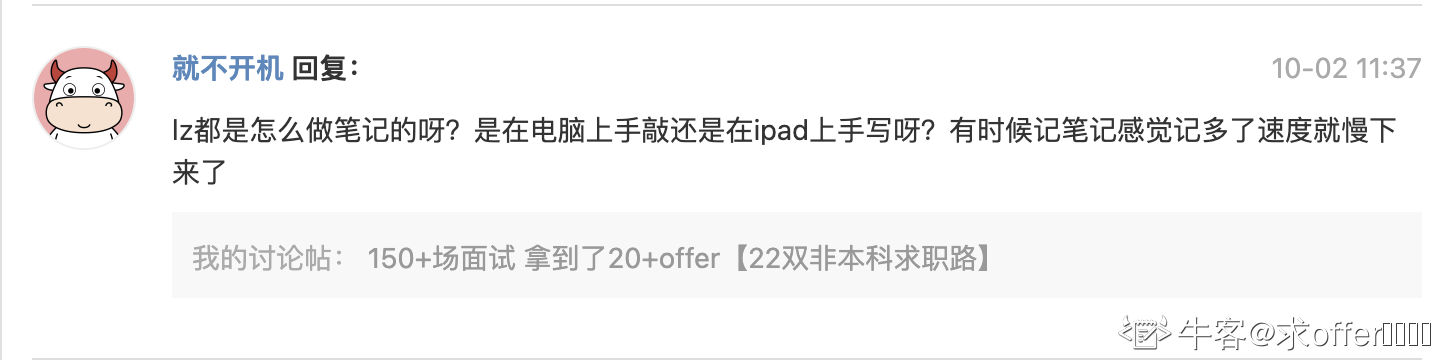 就不开机 回复：
10-02 11:37
lz都是怎么做笔记的呀？是在电脑上手敲还是在ipad上手写呀？有时候记笔记感觉记多了速度就慢下
来了
我的讨论帖： 150+场面试 拿到了20+offer【22双非本科求职路】
牛客@求offer